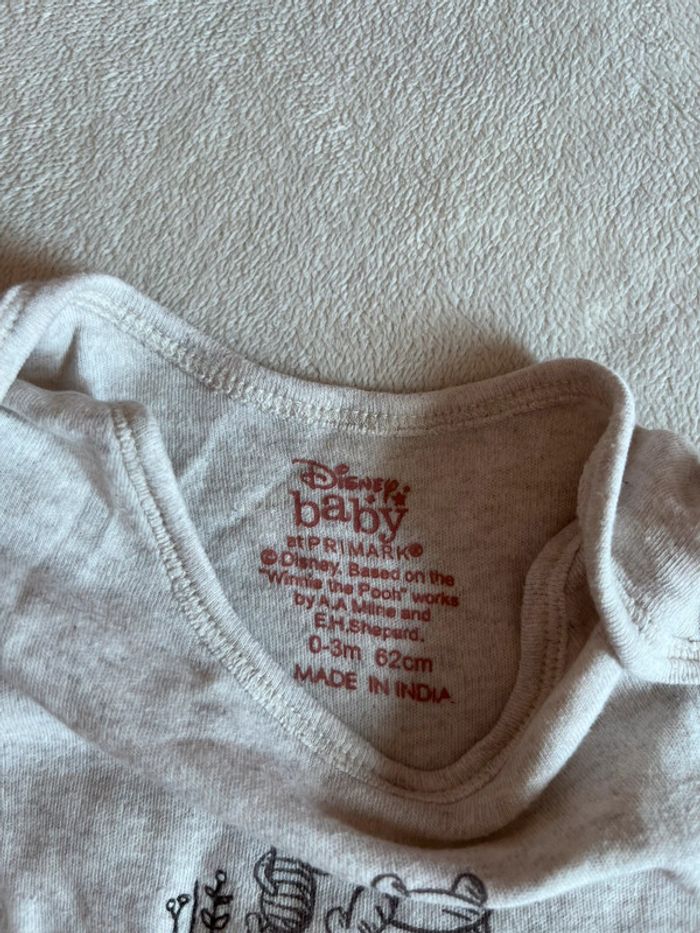 Disney
baby
at PRIMARK®
©Disney. Based on the
"Winnie the Pooh" works
by A.A Milne and
E.H.Shepard.
0-3m 62cm
MADE IN INDIA.